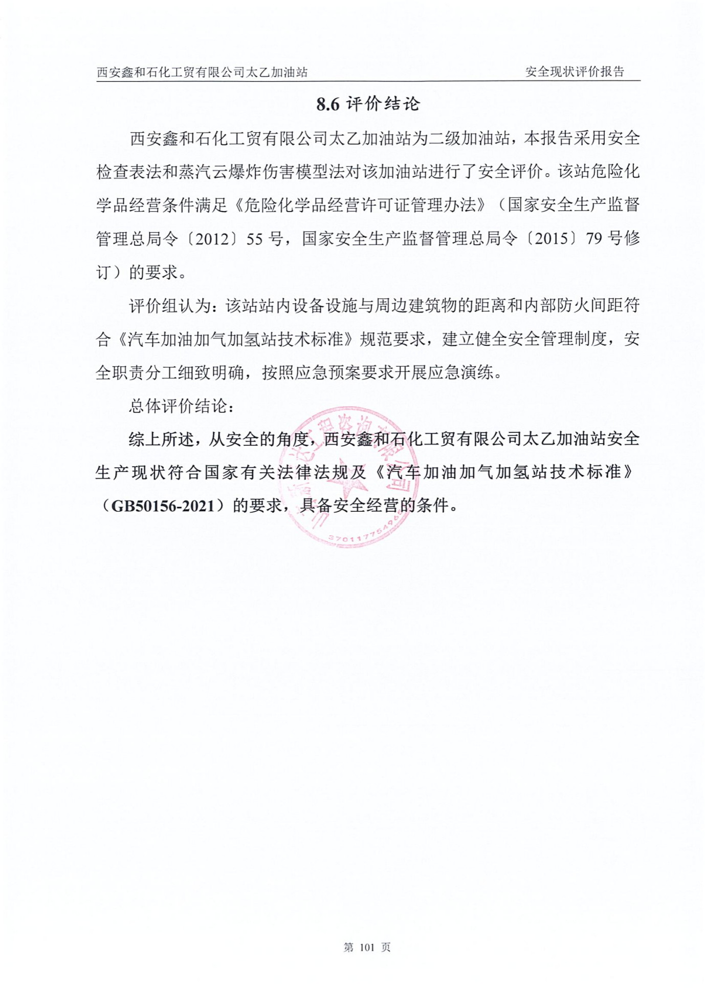 西安鑫和石化工贸有限公司太乙加油站 安全现状评价报告
8.6 评价结论
西安鑫和石化工贸有限公司太乙加油站为二级加油站，本报告采用安全
检查表法和蒸汽云爆炸伤害模型法对该加油站进行了安全评价。该站危险化
学品经营条件满足《危险化学品经营许可证管理办法》（国家安全生产监督
管理总局令〔2012〕55 号，国家安全生产监督管理总局令〔2015〕79 号修
订）的要求。
评价组认为：该站站内设备设施与周边建筑物的距离和内部防火间距符
合《汽车加油加气加氢站技术标准》规范要求，建立健全安全管理制度，安
全职责分工细致明确，按照应急预案要求开展应急演练。
总体评价结论：
综上所述，从安全的角度，西安鑫和石化工贸有限公司太乙加油站安全
生产现状符合国家有关法律法规及《汽车加油加气加氢站技术标准》
（GB50156-2021）的要求，具备安全经营的条件。
达工程咨询有限公司
第 101 页